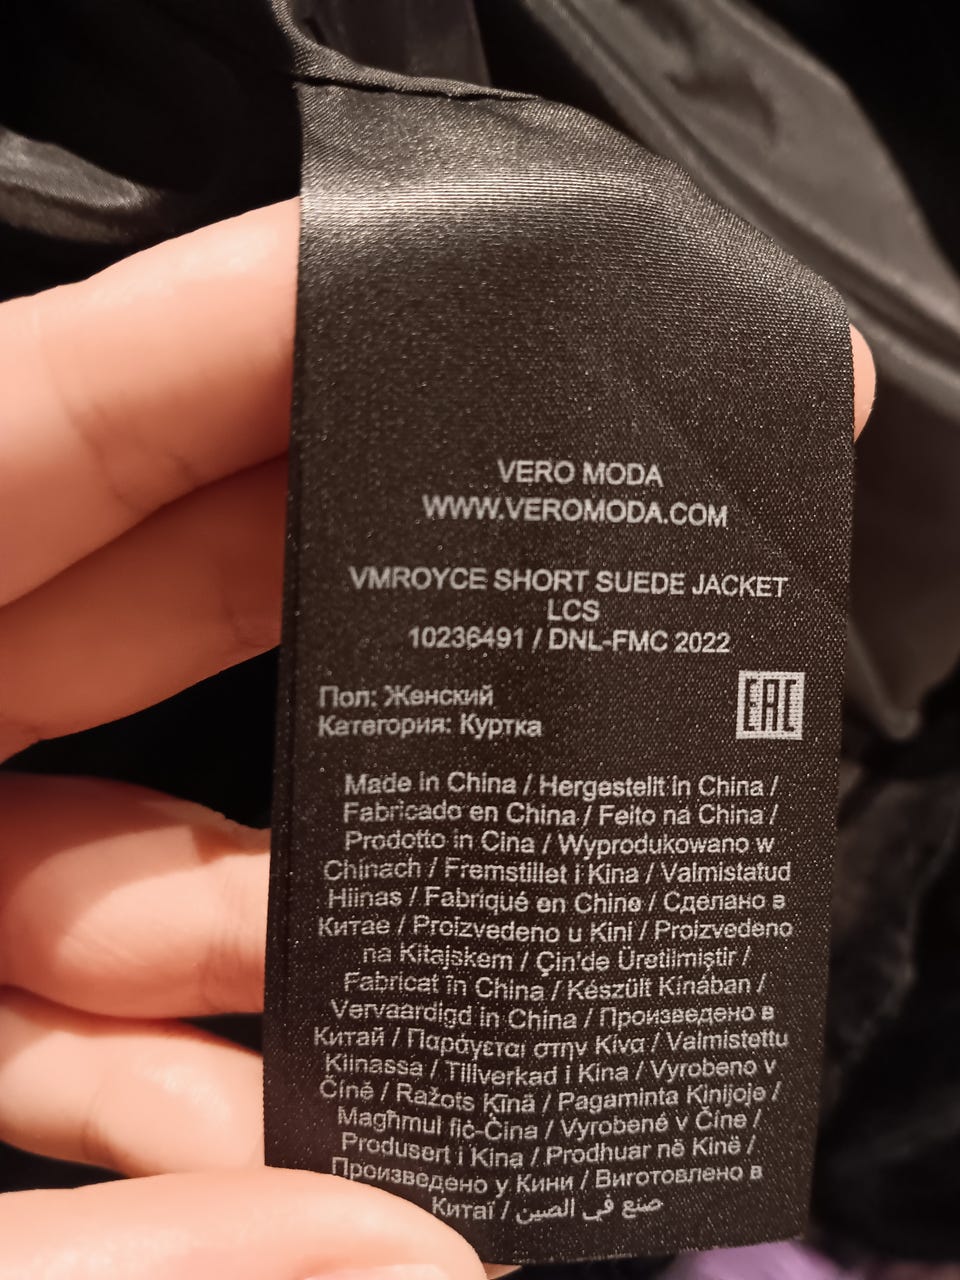 VERO MODA
WWW.VEROMODA.COM
VMROYCE SHORT SUEDE JACKET
LCS
10236491 / DNL-FMC 2022
Пол: Женский
Категория: Куртка
EAC
Made in China / Hergestellt in China /
Fabricado en China / Feito na China /
Prodotto in Cina / Wyprodukowano w
Chinach / Fremstillet i Kina / Valmistatud
Hiinas / Fabriqué en Chine / Сделано в
Китае / Proizvedeno u Kini / Proizvedeno
na Kitajskem / Çin'de Üretilmiştir /
Fabricat în China / Készült Kínában /
Vervaardigd in China / Произведено в
Китай / Παράγεται στην Κίνα / Valmistettu
Kiinassa / Tillverkad i Kina / Vyrobeno v
Číně / Ražots Ķīnā / Pagaminta Kinijoje /
Magħmul fiċ-Ċina / Vyrobené v Číne /
Produsert i Kina / Prodhuar në Kinë /
Произведено у Кини / Виготовлено в
Китаї / صنع في الصين